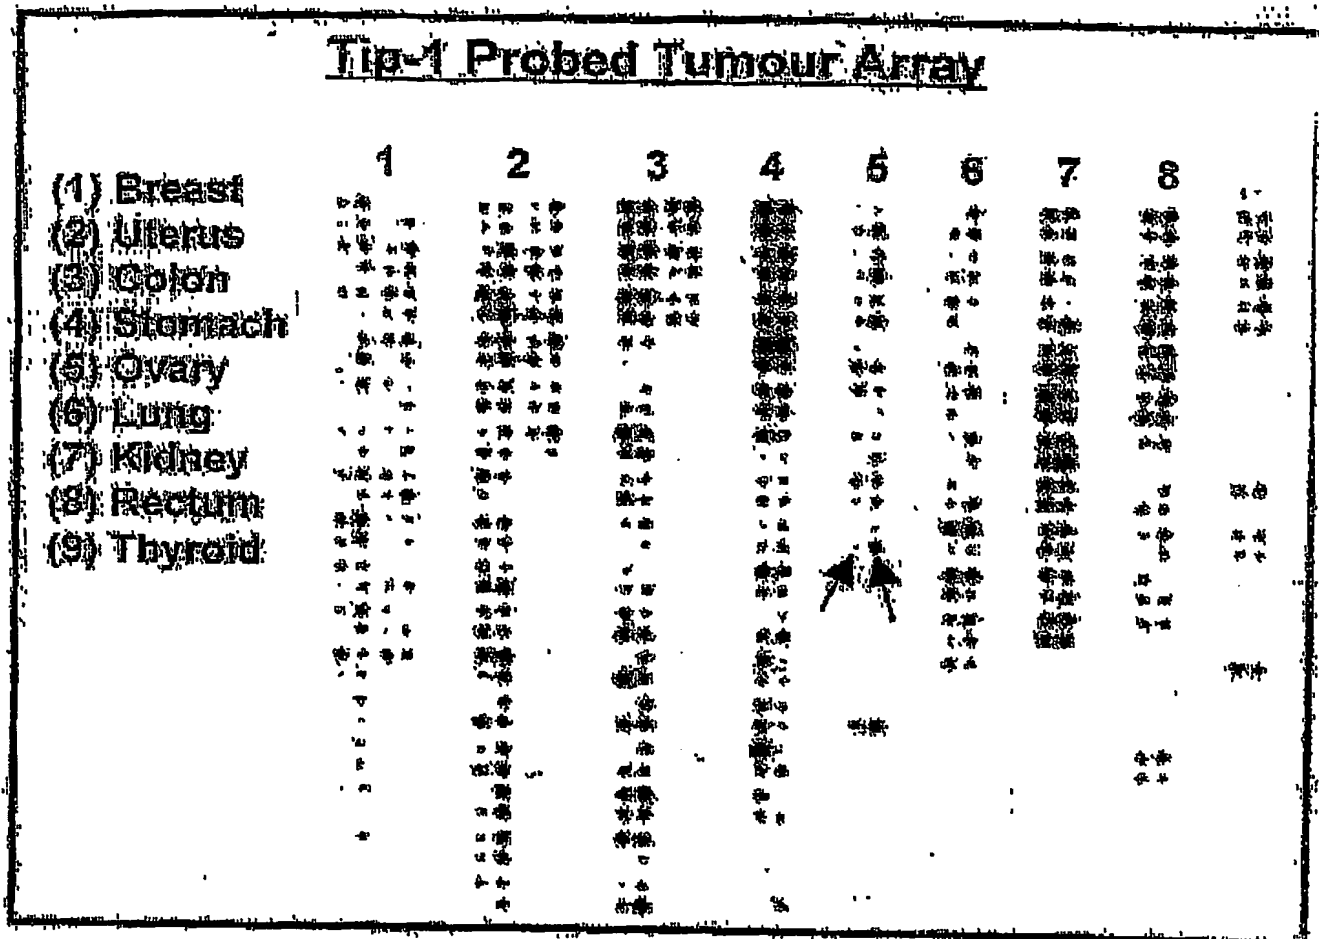 Tip-1 Probed Tumour Array
1 2 3 4 5 6 7 8
(1) Breast
(2) Uterus
(3) Colon
(4) Stomach
(5) Ovary
(6) Lung
(7) Kidney
(8) Rectum
(9) Thyroid